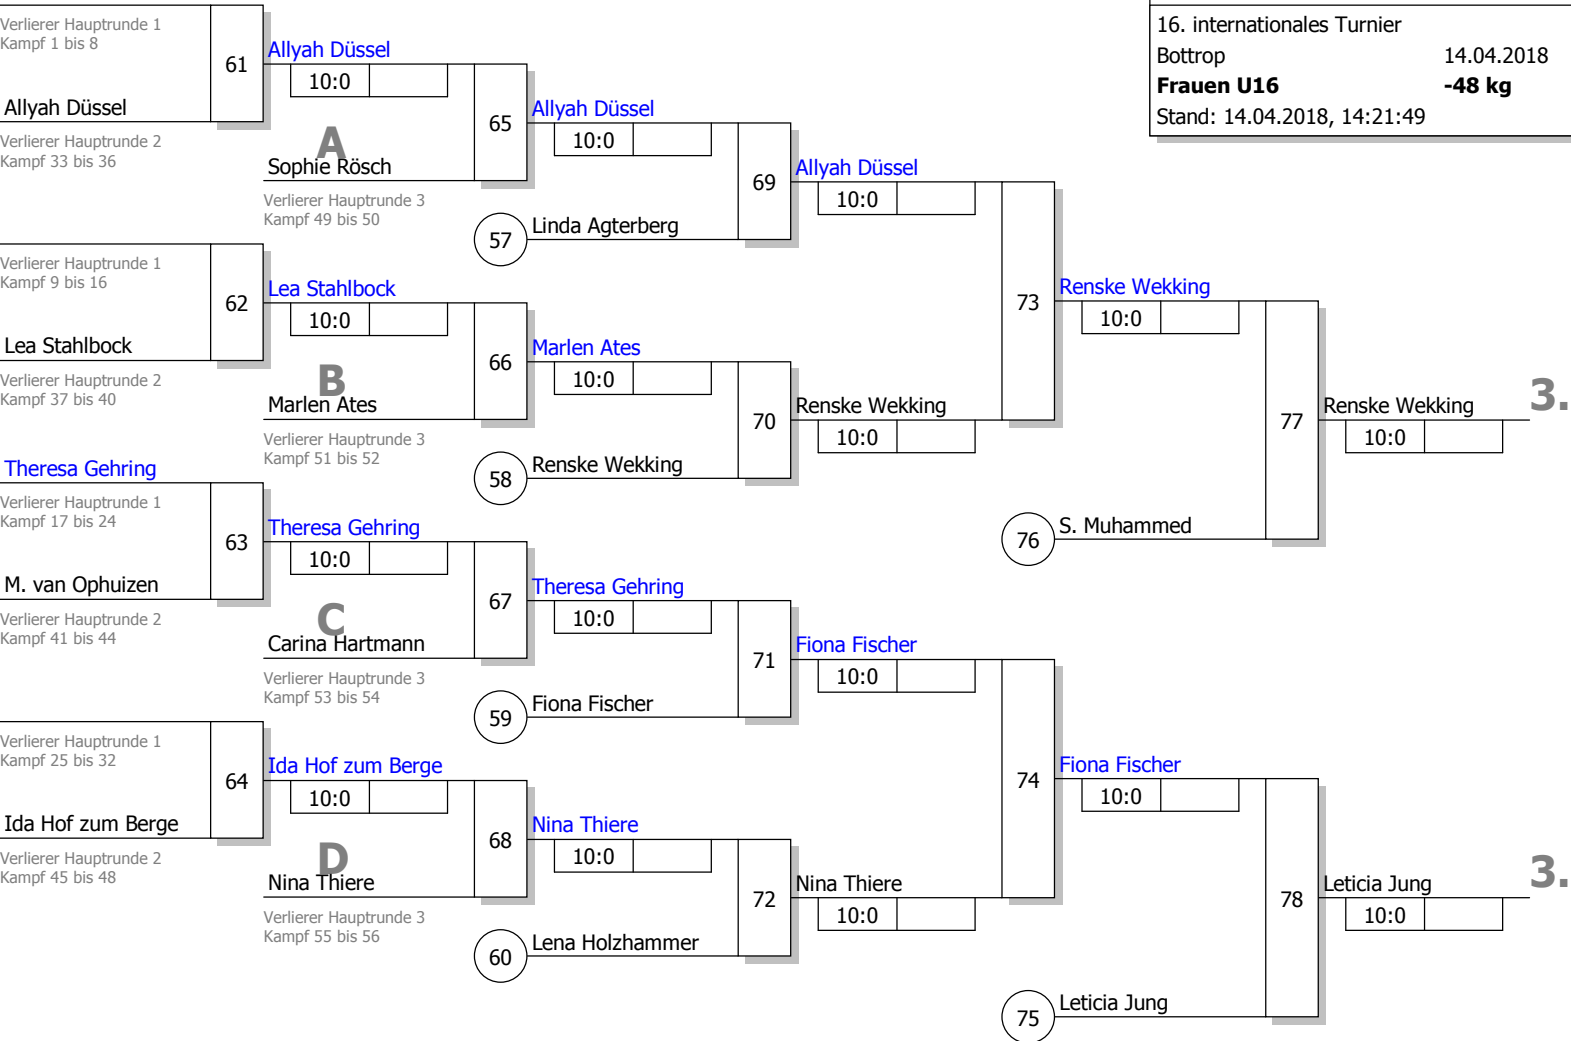 16. internationales Turnier
Bottrop 14.04.2018
Frauen U16 -48 kg
Stand: 14.04.2018, 14:21:49
Verlierer Hauptrunde 1
Kampf 1 bis 8
61
Allyah Düssel
10:0
Allyah Düssel
Verlierer Hauptrunde 2
Kampf 33 bis 36
A
Sophie Rösch
Verlierer Hauptrunde 3
Kampf 49 bis 50
65
Allyah Düssel
10:0
57
Linda Agterberg
69
Allyah Düssel
10:0
Verlierer Hauptrunde 1
Kampf 9 bis 16
62
Lea Stahlbock
10:0
Lea Stahlbock
Verlierer Hauptrunde 2
Kampf 37 bis 40
B
Marlen Ates
Verlierer Hauptrunde 3
Kampf 51 bis 52
66
Marlen Ates
10:0
58
Renske Wekking
70
Renske Wekking
10:0
73
Renske Wekking
10:0
76
S. Muhammed
77
Renske Wekking
10:0
3.
Theresa Gehring
Verlierer Hauptrunde 1
Kampf 17 bis 24
63
Theresa Gehring
10:0
M. van Ophuizen
Verlierer Hauptrunde 2
Kampf 41 bis 44
C
Carina Hartmann
Verlierer Hauptrunde 3
Kampf 53 bis 54
67
Theresa Gehring
10:0
59
Fiona Fischer
71
Fiona Fischer
10:0
Verlierer Hauptrunde 1
Kampf 25 bis 32
64
Ida Hof zum Berge
10:0
Ida Hof zum Berge
Verlierer Hauptrunde 2
Kampf 45 bis 48
D
Nina Thiere
Verlierer Hauptrunde 3
Kampf 55 bis 56
68
Nina Thiere
10:0
60
Lena Holzhammer
72
Nina Thiere
10:0
74
Fiona Fischer
10:0
75
Leticia Jung
78
Leticia Jung
10:0
3.